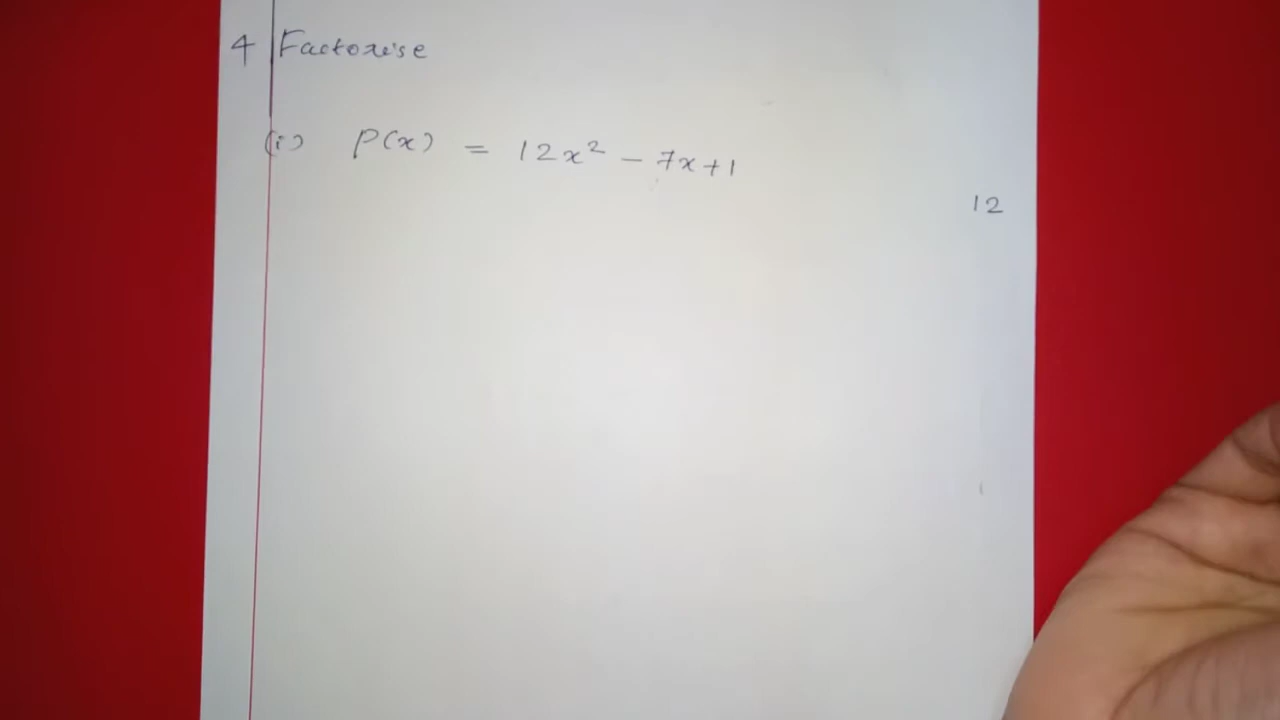 4 Factorise
(i) P(x) = 12x² - 7x+1
12